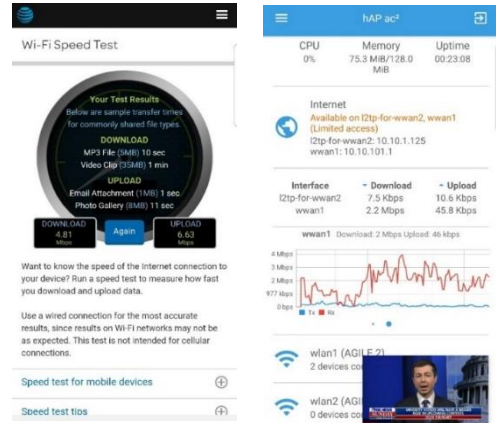 Wi-Fi Speed Test
Your Test Results
Below are sample transfer times
for commonly shared file types.
DOWNLOAD
MP3 File (5MB) 10 sec
Video Clip (35MB) 1 min
UPLOAD
Email Attachment (1MB) 1 sec
Photo Gallery (8MB) 11 sec
DOWNLOAD
4.81
Mbps
Again
UPLOAD
6.63
Mbps
Want to know the speed of the Internet connection to
your device? Run a speed test to measure how fast
you download and upload data.
Use a wired connection for the most accurate
results, since results on Wi-Fi networks may not be
as expected. This test is not intended for cellular
connections.
Speed test for mobile devices
Speed test tips
hAP ac²
CPU Memory Uptime
0% 75.3 MiB/128.0 00:23:08
MiB
Internet
Available on l2tp-for-wwan2, wwan1
(Limited
access)
l2tp-for-wwan2: 10.10.1.125
wwan1: 10.10.101.1
Interface Download Upload
l2tp-for-wwan2 7.5 Kbps 10.6 Kbps
wwan1 2.2 Mbps 45.8 Kbps
wwan1 Download: 2 Mbps Upload: 46 kbps
4 Mbps
3 Mbps
2 Mbps
977 kbps
0 bps
Tx Rx
wlan1 (AGILE 2)
2 devices co
wlan2 (AGI
0 devices co
SUNDAY